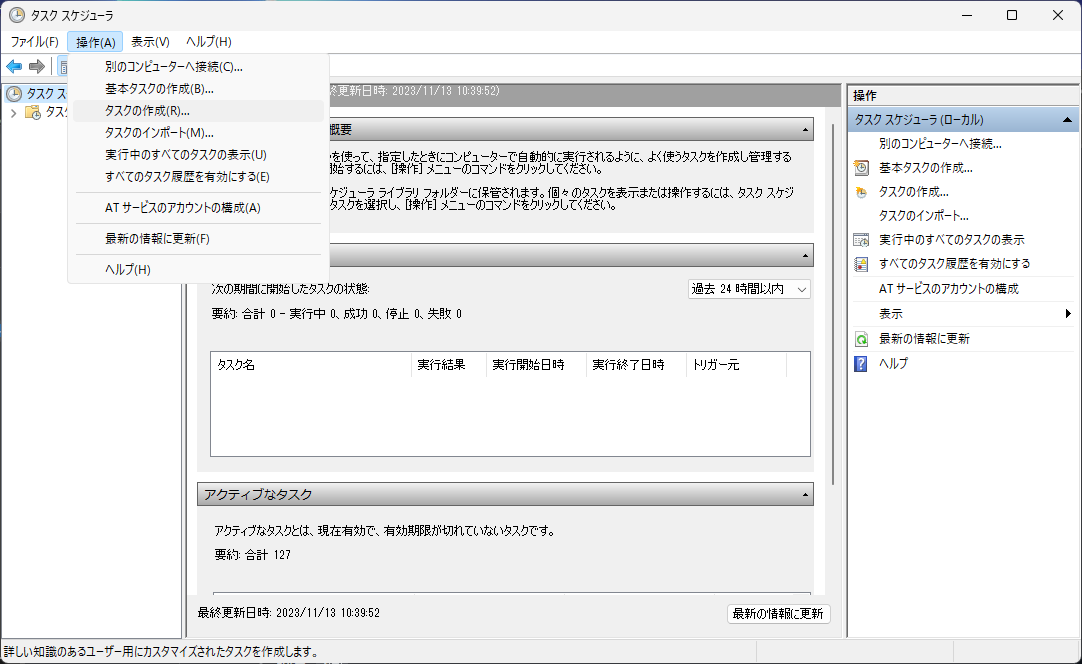 タスク スケジューラ
ファイル(F) 操作(A) 表示(V) ヘルプ(H)
別のコンピューターへ接続(C)...
基本タスクの作成(B)...
タスクの作成(R)...
タスクのインポート(M)...
実行中のすべてのタスクの表示(U)
すべてのタスク履歴を有効にする(E)
AT サービスのアカウントの構成(A)
最新の情報に更新(F)
ヘルプ(H)
タスク ス
タス
終更新日時: 2023/11/13 10:39:52)
概要
を使って、指定したときにコンピューターで自動的に実行されるように、よく使うタスクを作成し管理する
始するには、[操作] メニューのコマンドをクリックしてください。
ケジューラ ライブラリ フォルダーに保管されます。個々のタスクを表示または操作するには、タスク スケジ
タスクを選択し、[操作] メニューのコマンドをクリックしてください。
次の期間に開始したタスクの状態:
過去 24 時間以内
要約: 合計 0 - 実行中 0、成功 0、停止 0、失敗 0
タスク名 実行結果 実行開始日時 実行終了日時 トリガー元
アクティブなタスク
アクティブなタスクとは、現在有効で、有効期限が切れていないタスクです。
要約: 合計 127
最終更新日時: 2023/11/13 10:39:52
最新の情報に更新
操作
タスク スケジューラ (ローカル)
別のコンピューターへ接続...
基本タスクの作成...
タスクの作成...
タスクのインポート...
実行中のすべてのタスクの表示
すべてのタスク履歴を有効にする
AT サービスのアカウントの構成
表示
最新の情報に更新
ヘルプ
詳しい知識のあるユーザー用にカスタマイズされたタスクを作成します。